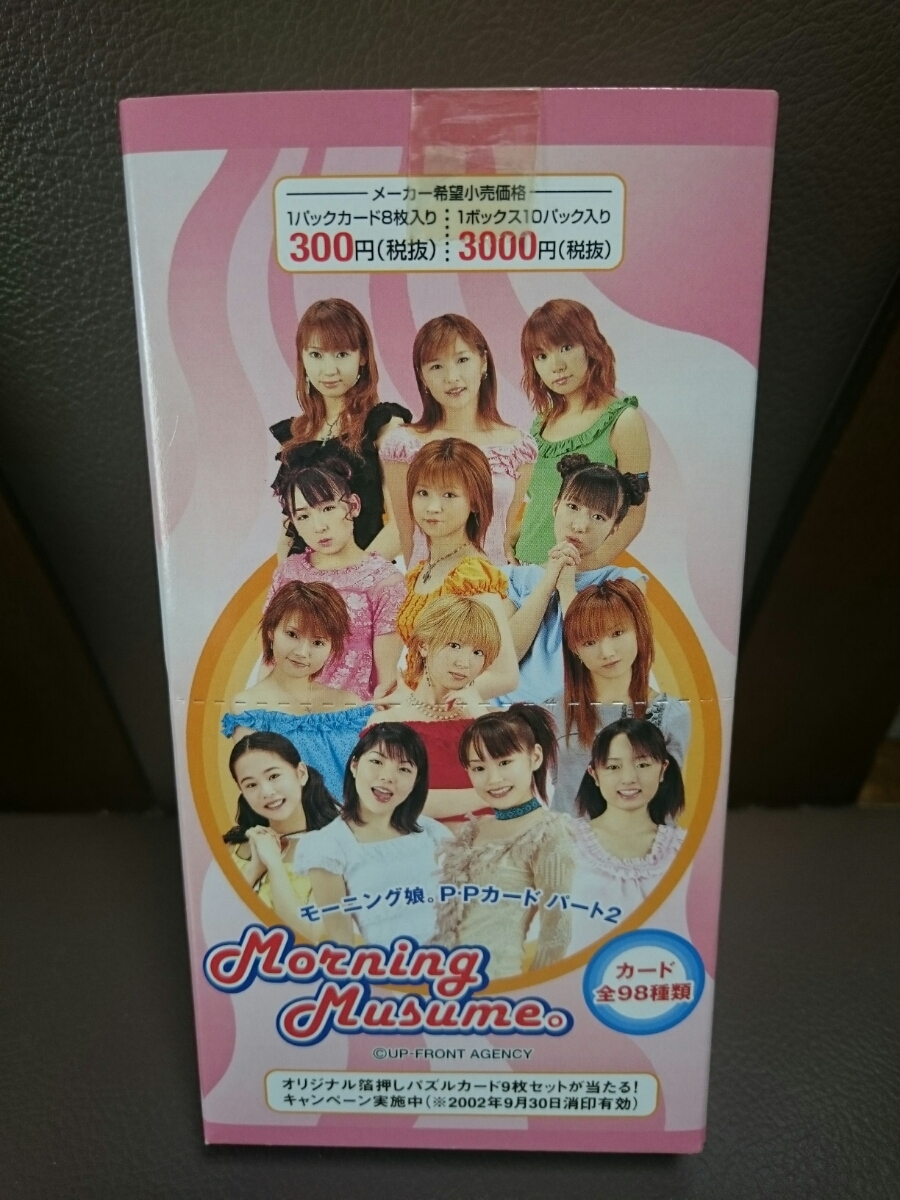 メーカー希望小売価格
1パックカード8枚入り 1ボックス10パック入り
300円(税抜) 3000円(税抜)
モーニング娘。P・Pカード パート2
Morning
Musume。
カード
全98種類
©UP-FRONT AGENCY
オリジナル箔押しパズルカード9枚セットが当たる!
キャンペーン実施中(※2002年9月30日消印有効)